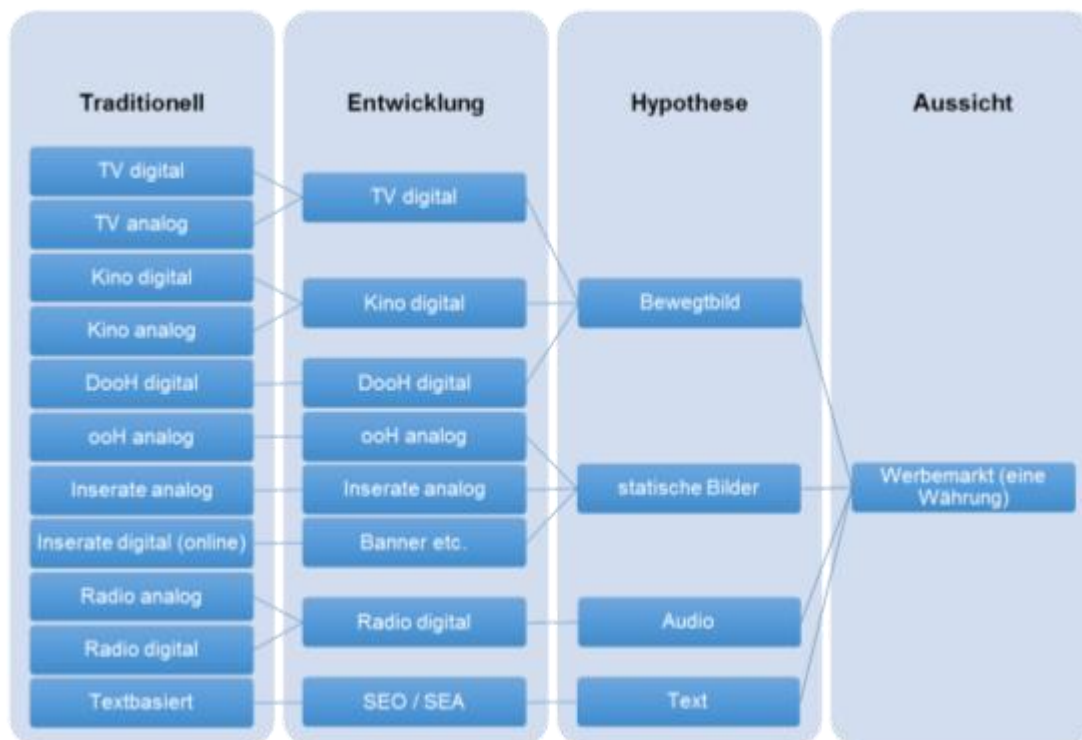 Traditionell
Entwicklung
Hypothese
Aussicht
TV digital
TV analog
Kino digital
Kino analog
DooH digital
ooH analog
Inserate analog
Inserate digital (online)
Radio analog
Radio digital
Textbasiert
TV digital
Kino digital
DooH digital
ooH analog
Inserate analog
Banner etc.
Radio digital
SEO / SEA
Bewegtbild
statische Bilder
Audio
Text
Werbemarkt (eine
Währung)